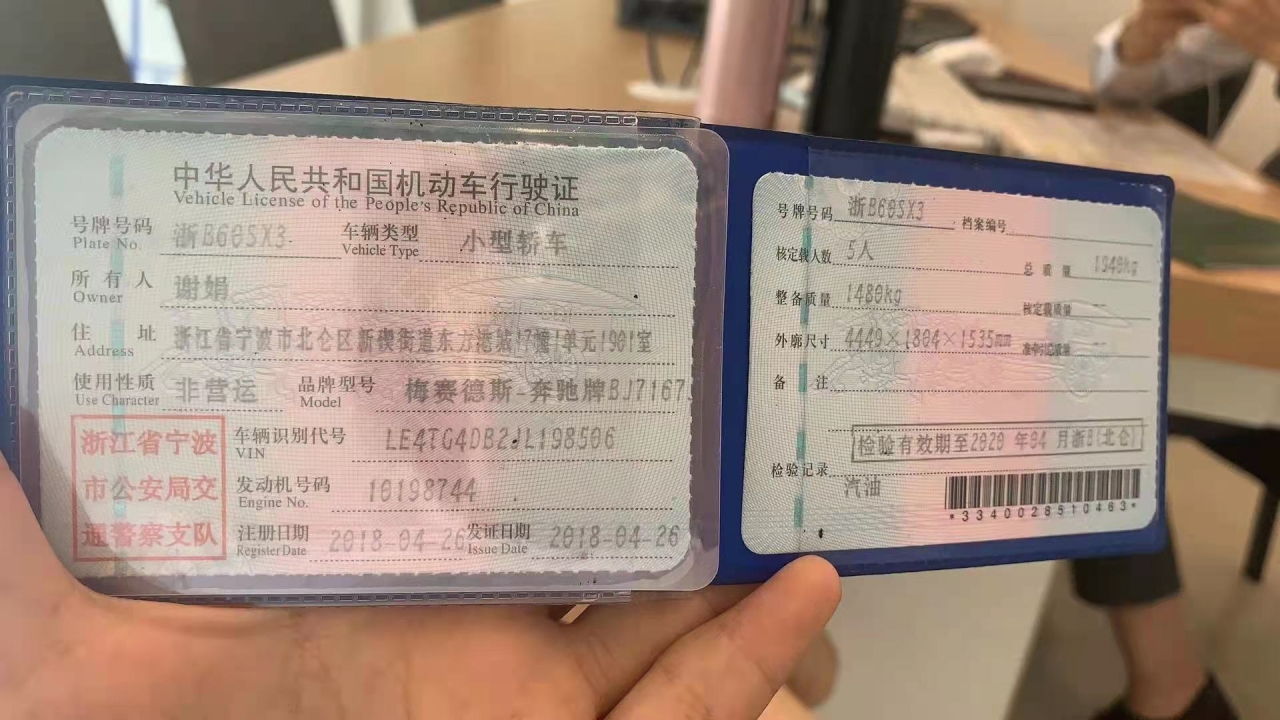 中华人民共和国机动车行驶证
Vehicle License of the People's Republic of China
号牌号码 浙B605X3 车辆类型 小型轿车
Plate No. Vehicle Type
所有人 谢娟
Owner
住址 浙江省宁波市北仑区新碶街道东方港城17幢1单元1901室
Address
使用性质 非营运 品牌型号 梅赛德斯-奔驰牌BJ7167
Use Character Model
浙江省宁波
市公安局交
通警察支队
车辆识别代号 LE4TG4DB2JL198506
VIN
发动机号码 10198744
Engine No.
注册日期 2018-04-26 发证日期 2018-04-26
Register Date Issue Date
号牌号码 浙B605X3 档案编号
核定载人数 5人 总质量 1940kg
整备质量 1480kg 核定载质量 --
外廓尺寸 4449×1804×1535mm 准牵引总质量 --
备注
检验有效期至2020年04月浙B(北仑)
检验记录
汽油
*3340028510463*